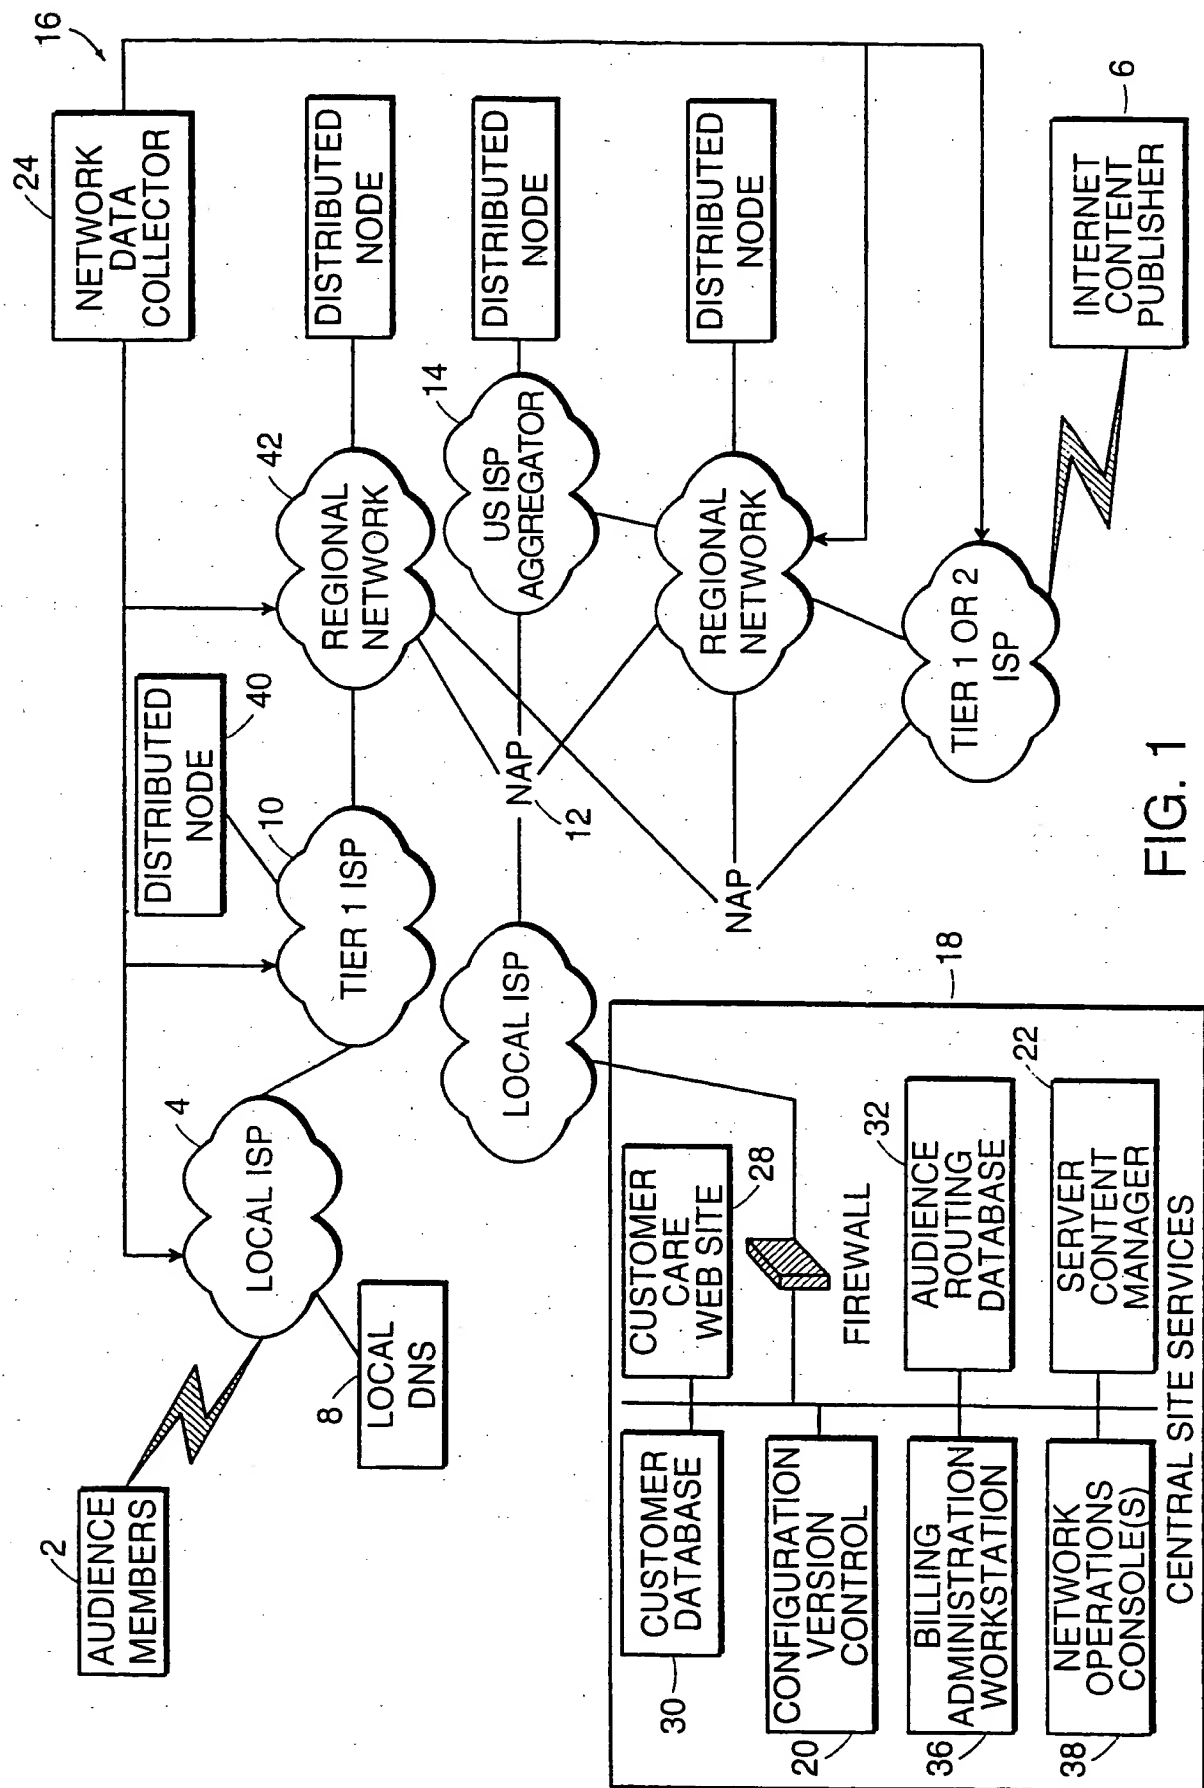 16
24
NETWORK
DATA
COLLECTOR
DISTRIBUTED
NODE
DISTRIBUTED
NODE
DISTRIBUTED
NODE
6
INTERNET
CONTENT
PUBLISHER
42
REGIONAL
NETWORK
14
US ISP
AGGREGATOR
REGIONAL
NETWORK
TIER 1 OR 2
ISP
DISTRIBUTED
NODE
40
10
TIER 1 ISP
NAP
12
NAP
4
LOCAL ISP
LOCAL ISP
2
AUDIENCE
MEMBERS
8
LOCAL
DNS
18
CUSTOMER
CARE
WEB SITE
28
FIREWALL
32
AUDIENCE
ROUTING
DATABASE
22
SERVER
CONTENT
MANAGER
CUSTOMER
DATABASE
30
CONFIGURATION
VERSION
CONTROL
20
BILLING
ADMINISTRATION
WORKSTATION
36
NETWORK
OPERATIONS
CONSOLE(S)
38
CENTRAL SITE SERVICES
FIG. 1